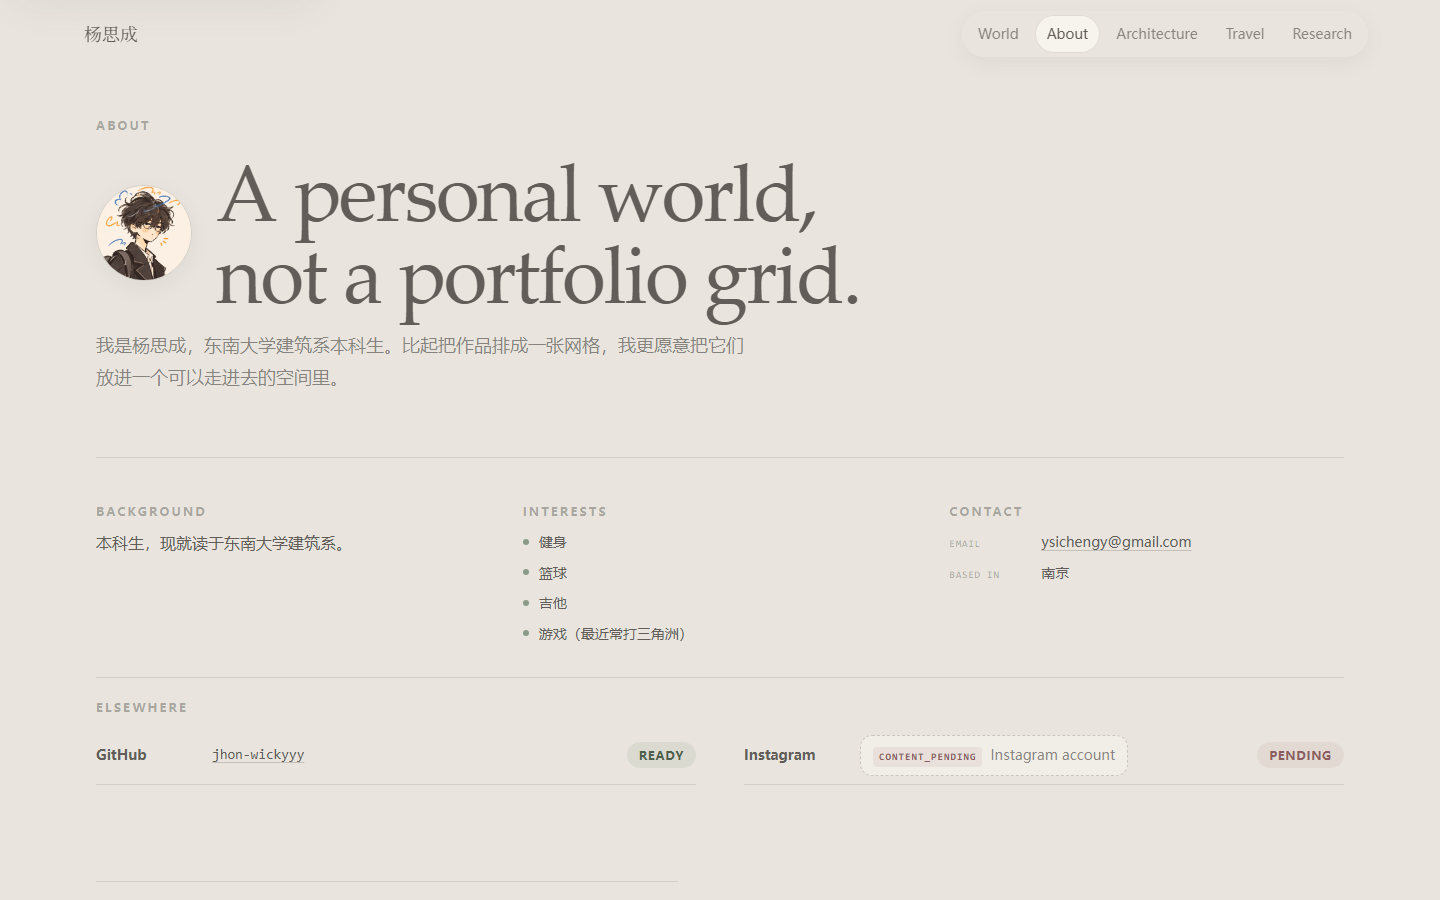 杨思成
World
About
Architecture
Travel
Research
ABOUT
A personal world,
not a portfolio grid.
我是杨思成，东南大学建筑系本科生。比起把作品排成一张网格，我更愿意把它们
放进一个可以走进去的空间里。
BACKGROUND
本科生，现就读于东南大学建筑系。
INTERESTS
健身
篮球
吉他
游戏（最近常打三角洲）
CONTACT
EMAIL ysichengy@gmail.com
BASED IN 南京
ELSEWHERE
GitHub jhon-wickyyy READY
Instagram CONTENT_PENDING Instagram account PENDING